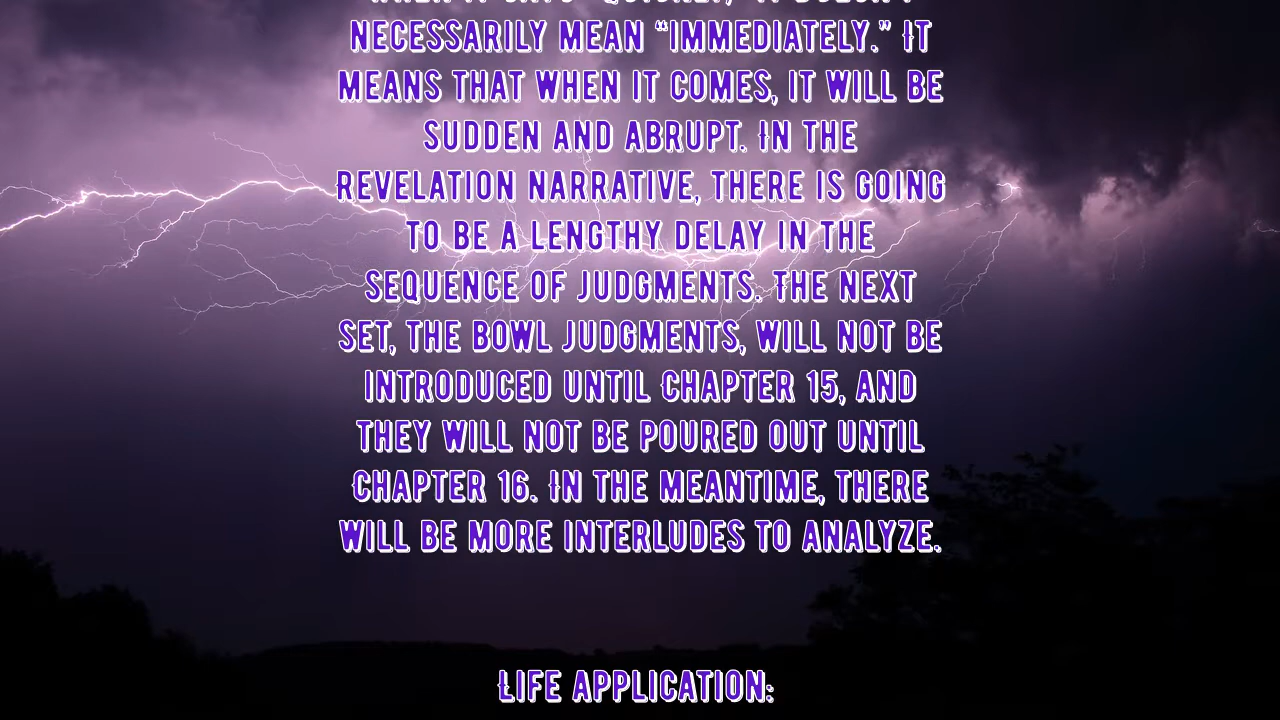 necessarily mean “immediately.” It
means that when it comes, it will be
sudden and abrupt. In the
Revelation narrative, there is going
to be a lengthy delay in the
sequence of judgments. The next
set, the bowl judgments, will not be
introduced until Chapter 15, and
they will not be poured out until
Chapter 16. In the meantime, there
will be more interludes to analyze.
Life application: